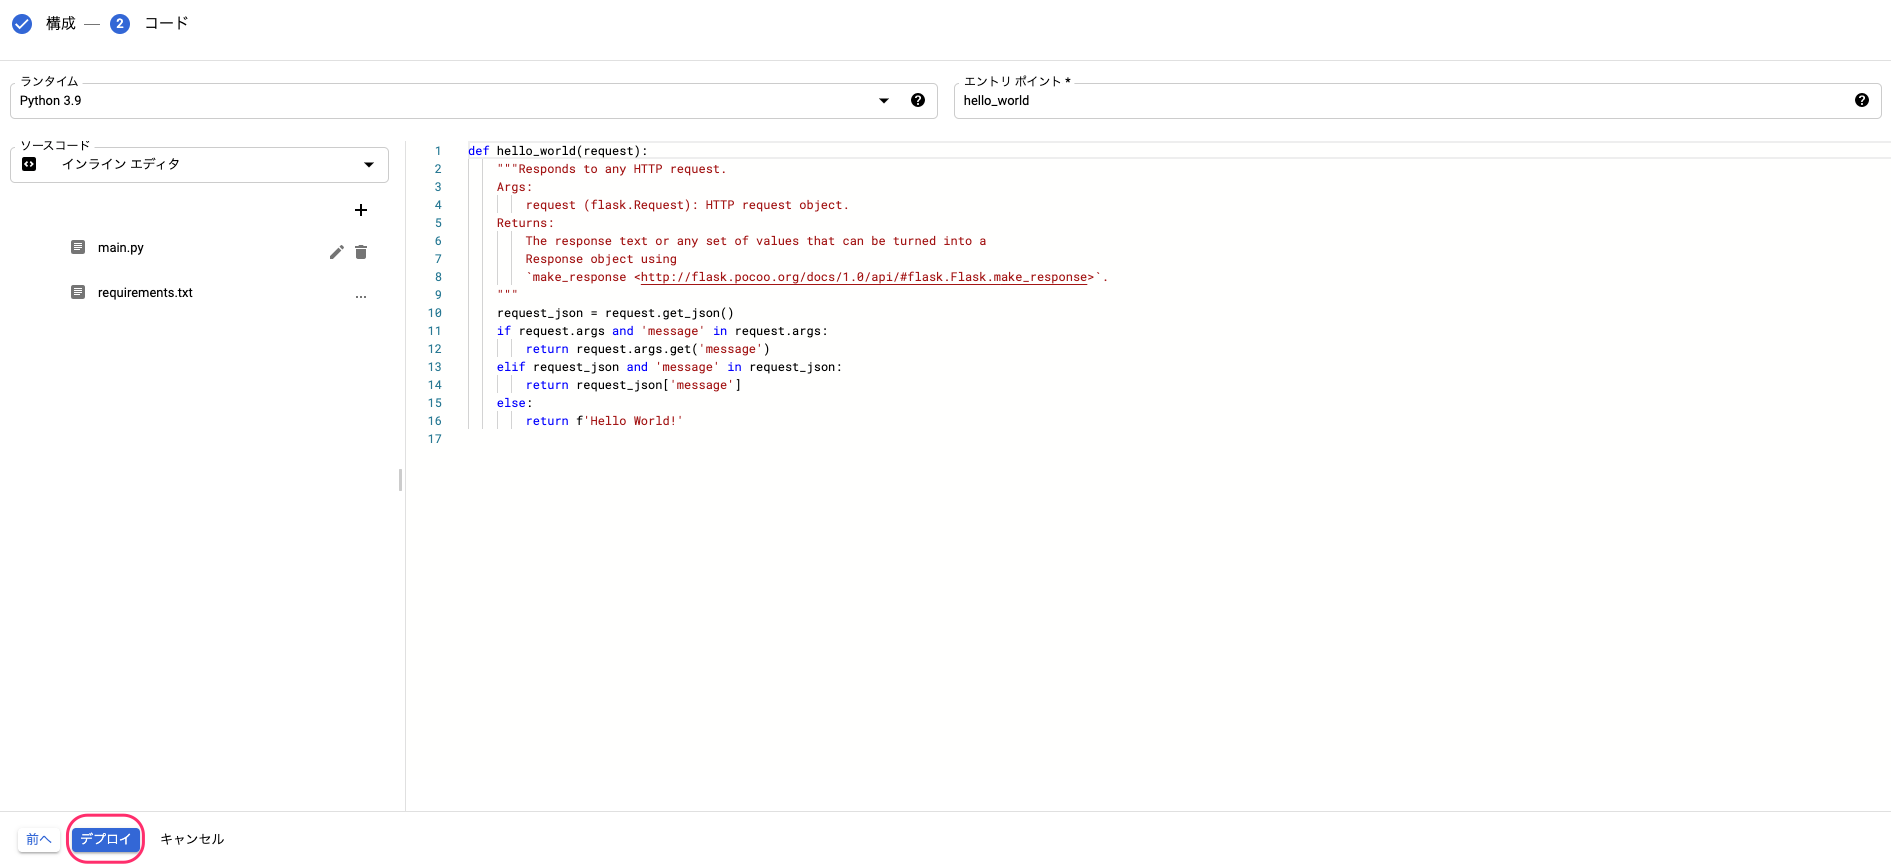 構成 — 2 コード
ランタイム
Python 3.9
エントリ ポイント *
hello_world
ソースコード
インライン エディタ
main.py
requirements.txt
...
1 def hello_world(request):
2 """Responds to any HTTP request.
3 Args:
4 request (flask.Request): HTTP request object.
5 Returns:
6 The response text or any set of values that can be turned into a
7 Response object using
8 `make_response <http://flask.pocoo.org/docs/1.0/api/#flask.Flask.make_response>`.
9 """
10 request_json = request.get_json()
11 if request.args and 'message' in request.args:
12 return request.args.get('message')
13 elif request_json and 'message' in request_json:
14 return request_json['message']
15 else:
16 return f'Hello World!'
17
前へ デプロイ キャンセル